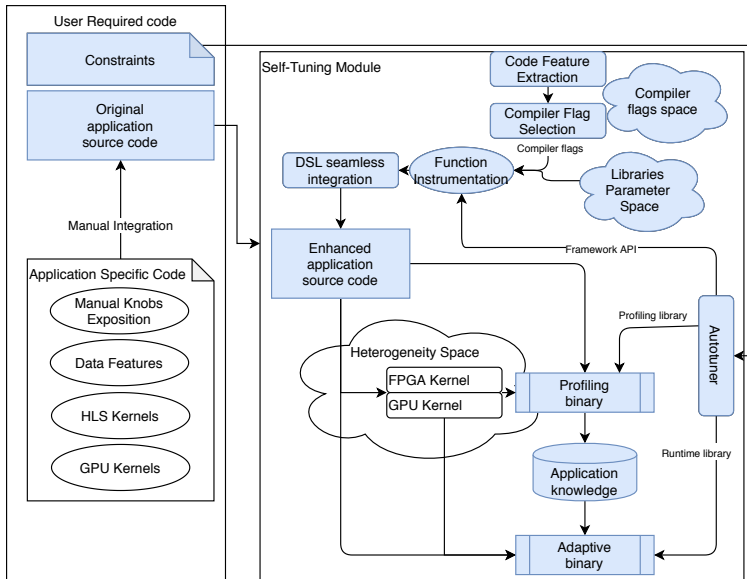 User Required code
Constraints
Original
application
source code
Manual Integration
Application Specific Code
Manual Knobs
Exposition
Data Features
HLS Kernels
GPU Kernels
Self-Tuning Module
Code Feature
Extraction
Compiler Flag
Selection
Compiler
flags space
Compiler flags
DSL seamless
integration
Function
Instrumentation
Libraries
Parameter
Space
Framework API
Enhanced
application
source code
Profiling library
Autotuner
Heterogeneity Space
FPGA Kernel
GPU Kernel
Profiling
binary
Runtime library
Application
knowledge
Adaptive
binary